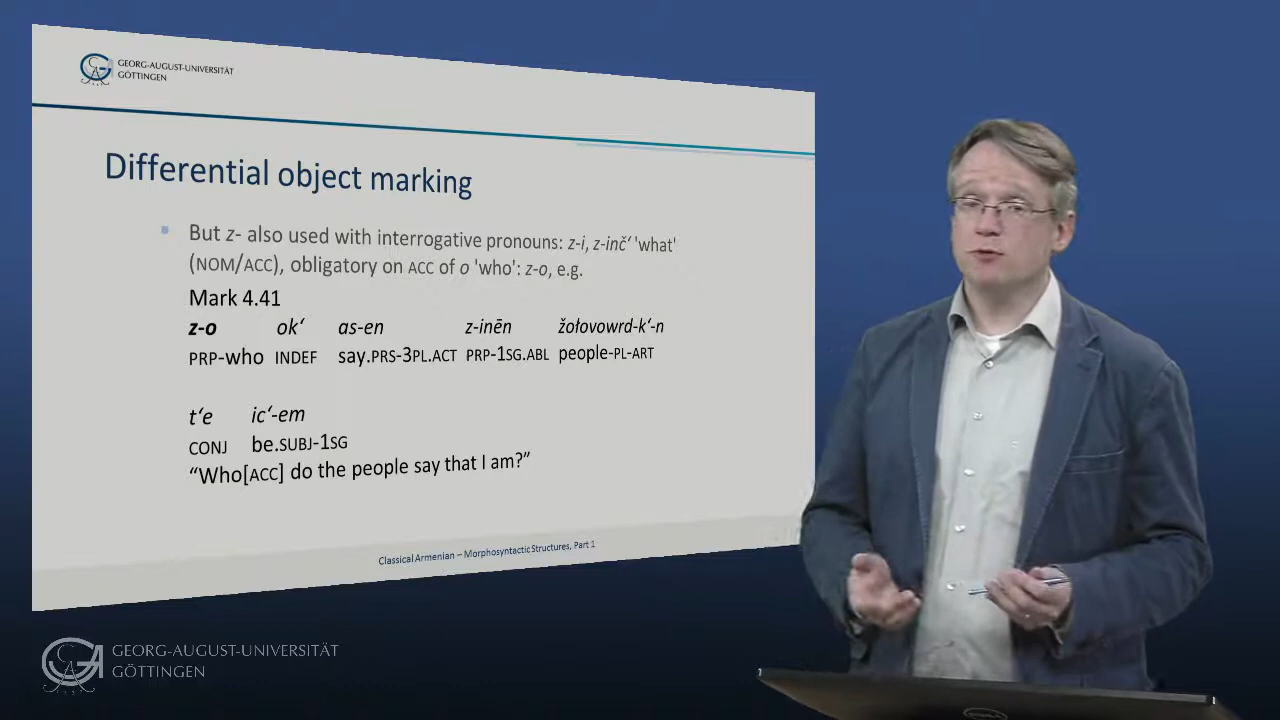 GEORG-AUGUST-UNIVERSITÄT
GÖTTINGEN
Differential object marking
But z- also used with interrogative pronouns: z-i, z-inč‘ 'what'
(NOM/ACC), obligatory on ACC of o 'who': z-o, e.g.
Mark 4.41
z-o ok‘ as-en z-inēn žołovowrd-k‘-n
PRP-who INDEF say.PRS-3PL.ACT PRP-1SG.ABL people-PL-ART
t‘e ic‘-em
CONJ be.SUBJ-1SG
“Who[ACC] do the people say that I am?”
Classical Armenian – Morphosyntactic Structures, Part 1
GEORG-AUGUST-UNIVERSITÄT
GÖTTINGEN